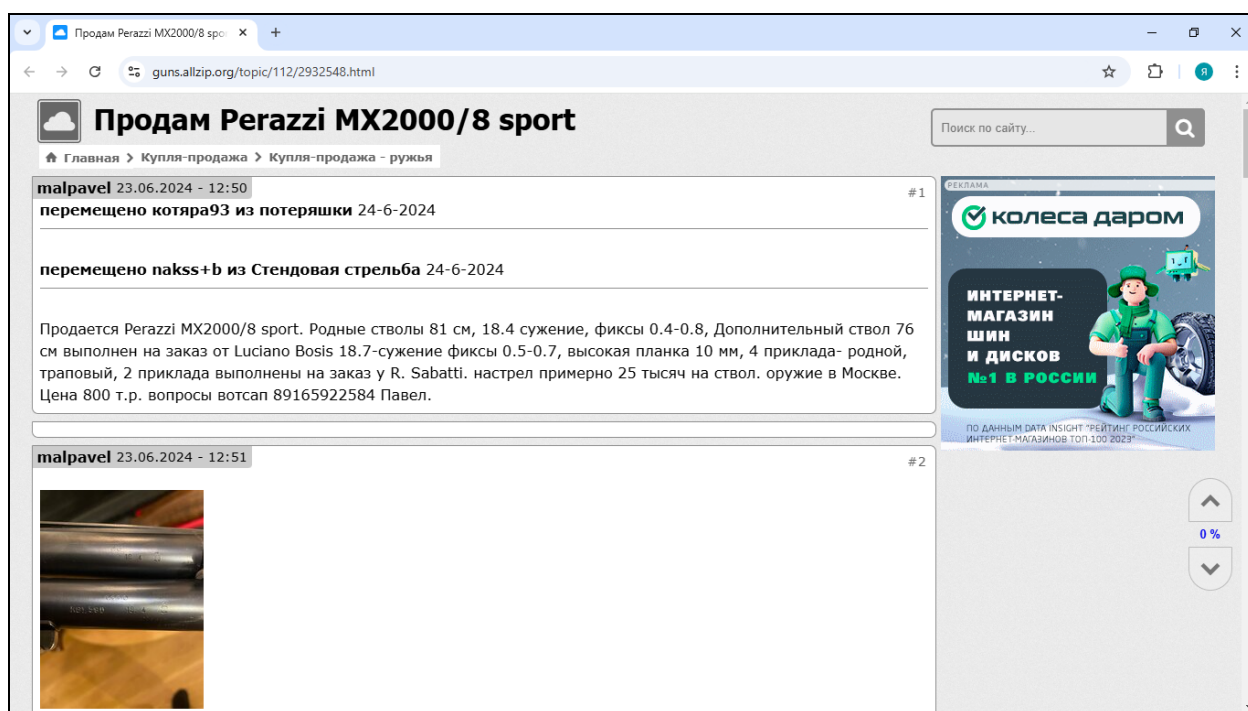 Продам Perazzi MX2000/8 spo
guns.allzip.org/topic/112/2932548.html
Я
Продам Perazzi MX2000/8 sport
Поиск по сайту...
Главная > Купля-продажа > Купля-продажа - ружья
malpavel 23.06.2024 - 12:50
#1
перемещено котяра93 из потеряшки 24-6-2024
перемещено nakss+b из Стендовая стрельба 24-6-2024
Продается Perazzi MX2000/8 sport. Родные стволы 81 см, 18.4 сужение, фиксы 0.4-0.8, Дополнительный ствол 76
см выполнен на заказ от Luciano Bosis 18.7-сужение фиксы 0.5-0.7, высокая планка 10 мм, 4 приклада- родной,
траповый, 2 приклада выполнены на заказ у R. Sabatti. настрел примерно 25 тысяч на ствол. оружие в Москве.
Цена 800 т.р. вопросы вотсап 89165922584 Павел.
РЕКЛАМА
колеса даром
ИНТЕРНЕТ-
МАГАЗИН
ШИН
И ДИСКОВ
№1 В РОССИИ
ПО ДАННЫМ DATA INSIGHT "РЕЙТИНГ РОССИЙСКИХ
ИНТЕРНЕТ-МАГАЗИНОВ ТОП-100 2023"
malpavel 23.06.2024 - 12:51
#2
0 %